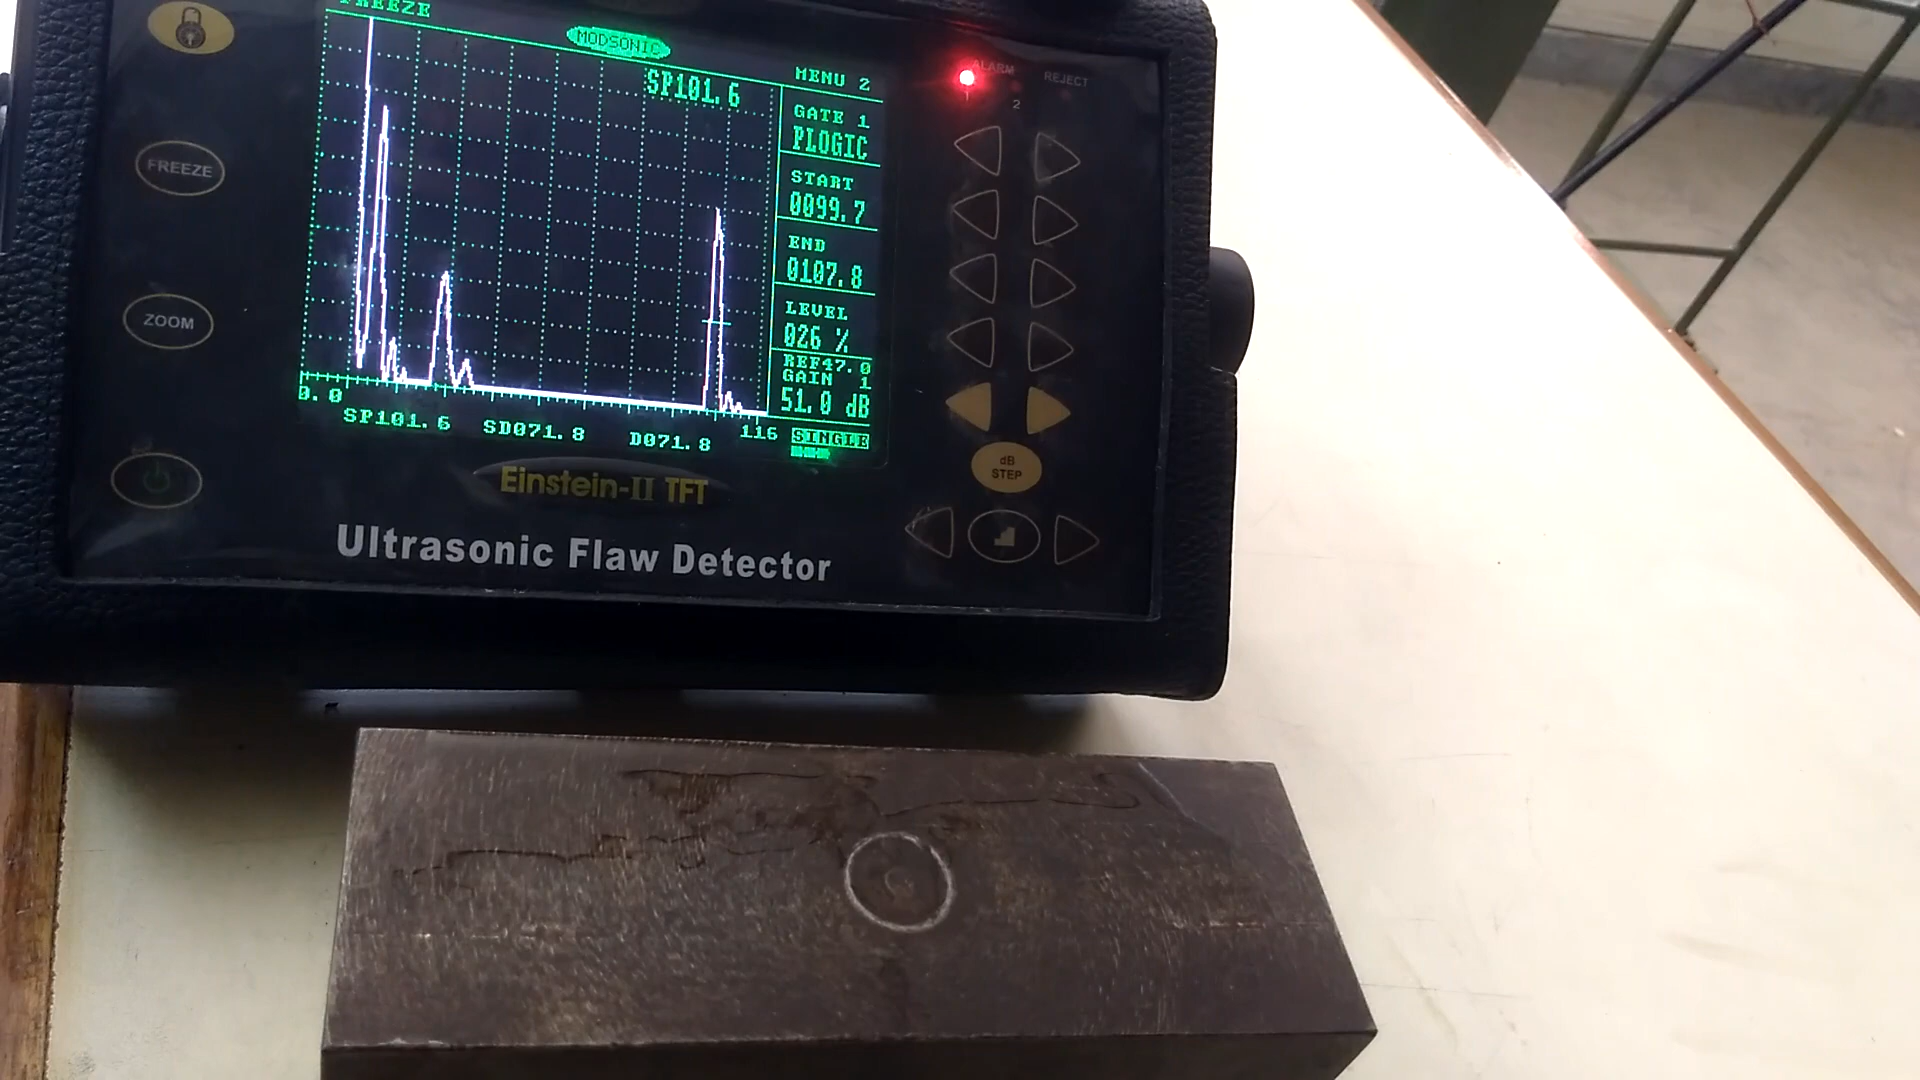 FREEZE
MODSONIC
SP101.6
MENU 2
GATE 1
PLOGIC
START
0099.7
END
0107.8
LEVEL
026 %
REF47.0
GAIN 1
51.0 dB
SINGLE
0.0
116
SP101.6 SD071.8 D071.8
Einstein-II TFT
Ultrasonic Flaw Detector
FREEZE
ZOOM
ALARM
REJECT
1
2
dB
STEP